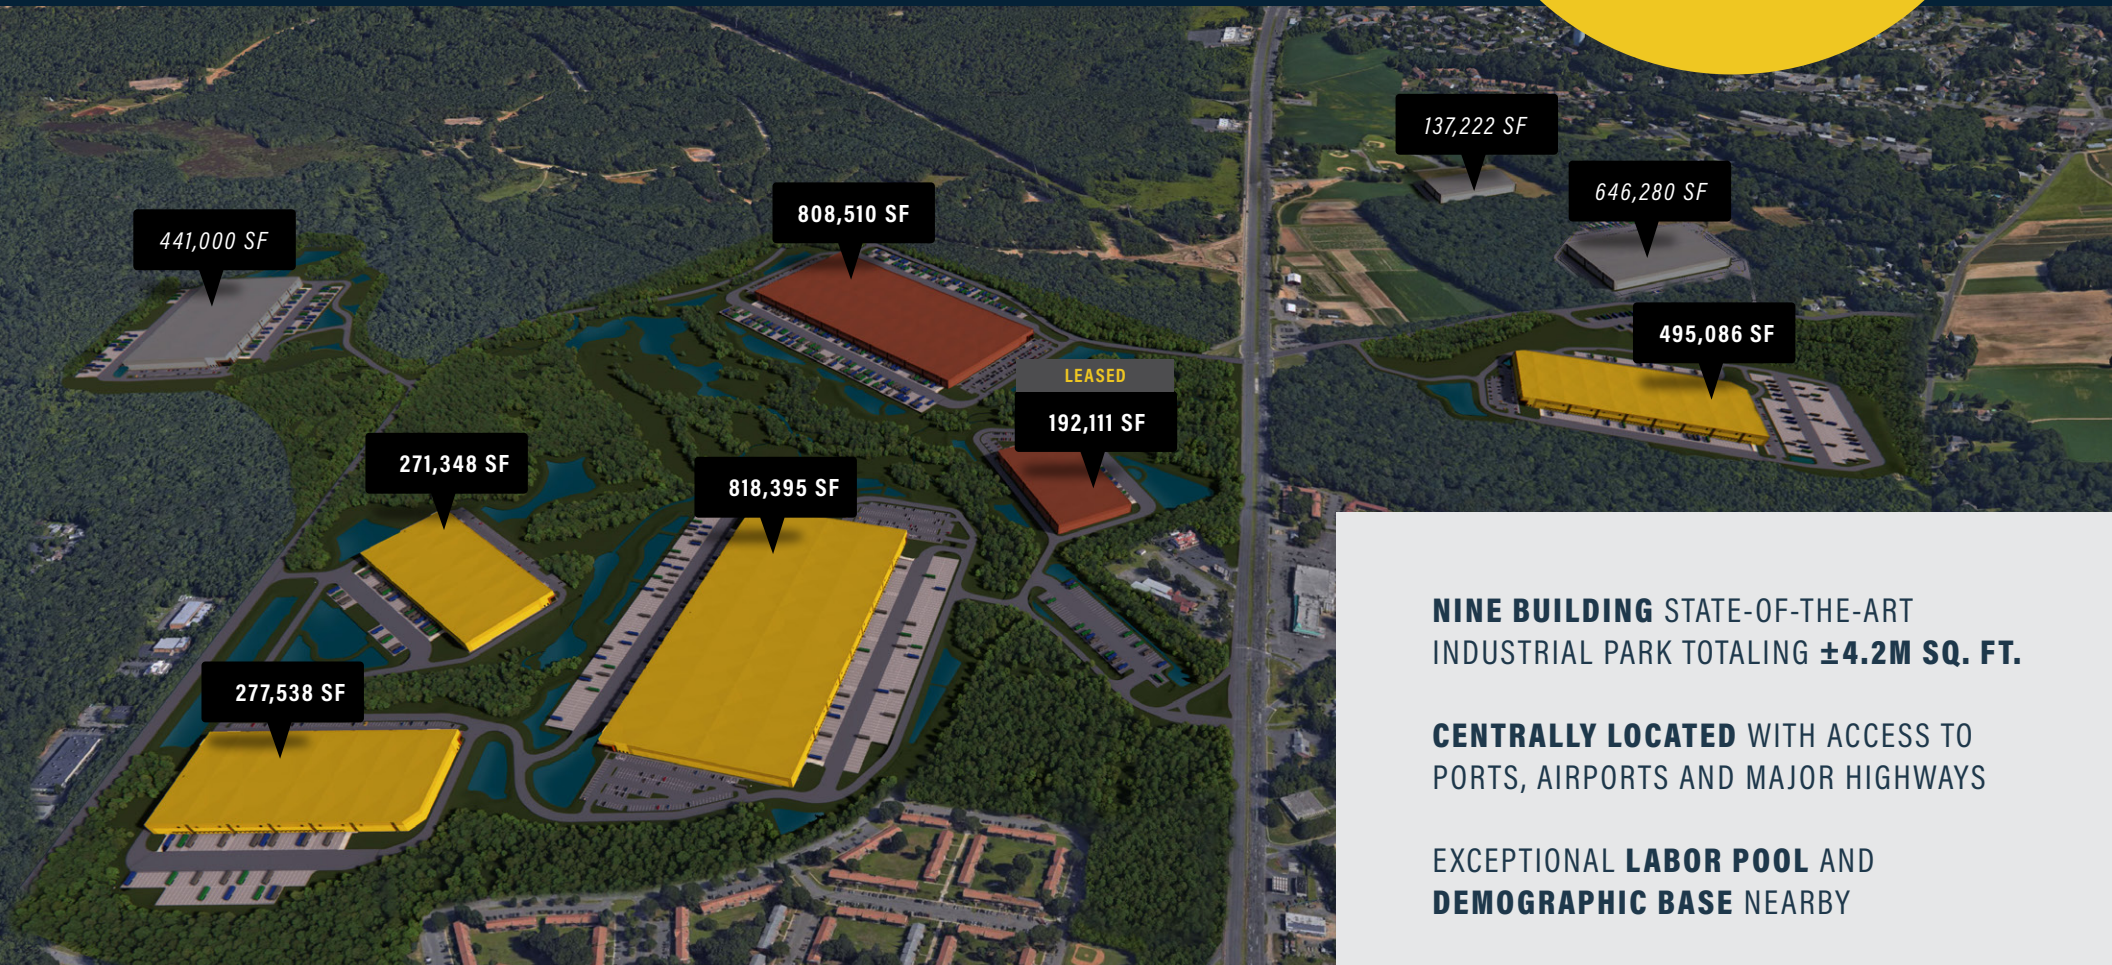 137,222 SF
646,280 SF
808,510 SF
441,000 SF
495,086 SF
LEASED
192,111 SF
271,348 SF
818,395 SF
277,538 SF
NINE BUILDING STATE-OF-THE-ART
INDUSTRIAL PARK TOTALING ±4.2M SQ. FT.
CENTRALLY LOCATED WITH ACCESS TO
PORTS, AIRPORTS AND MAJOR HIGHWAYS
EXCEPTIONAL LABOR POOL AND
DEMOGRAPHIC BASE NEARBY